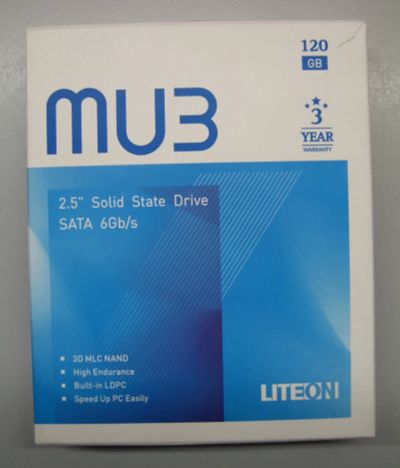 120
GB
MU3
3
YEAR
WARRANTY
2.5" Solid State Drive
SATA 6Gb/s
3D MLC NAND
High Endurance
Built-in LDPC
Speed Up PC Easily
LITEON